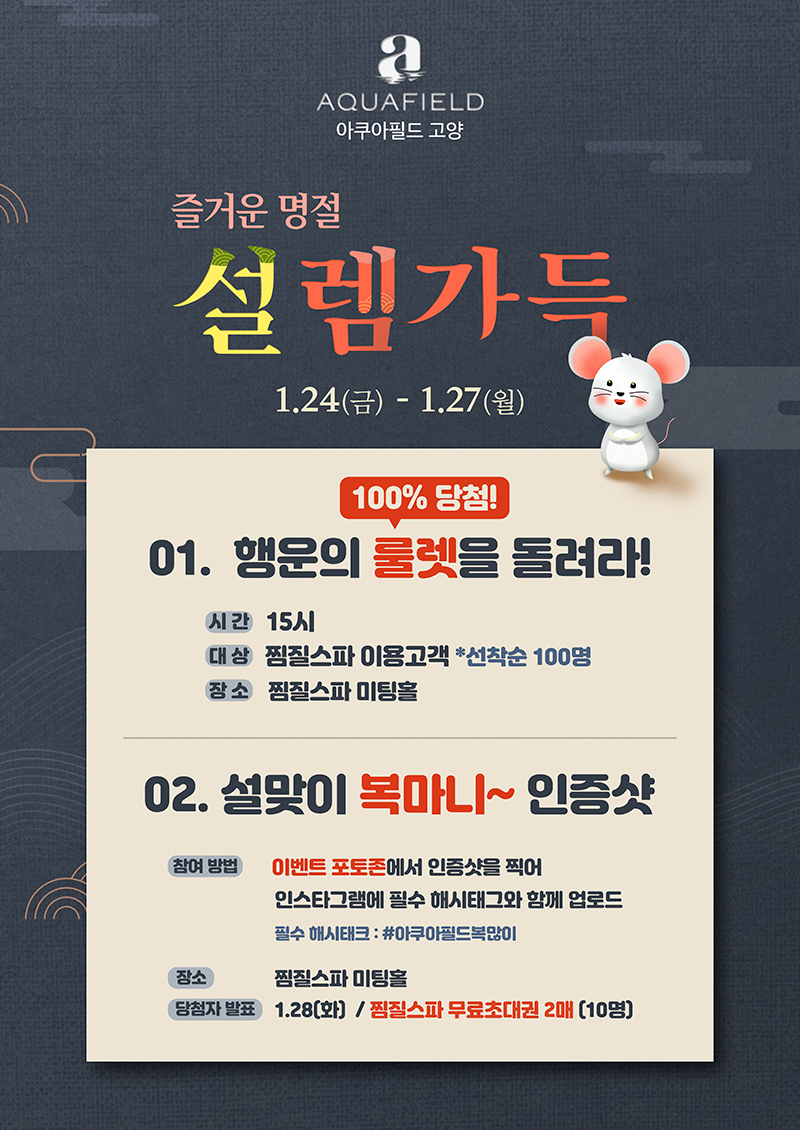 a
AQUAFIELD
아쿠아필드 고양
즐거운 명절
설렘가득
1.24(금) - 1.27(월)
100% 당첨!
01. 행운의 룰렛을 돌려라!
시 간 15시
대 상 찜질스파 이용고객 *선착순 100명
장 소 찜질스파 미팅홀
02. 설맞이 복마니~ 인증샷
참여 방법 이벤트 포토존에서 인증샷을 찍어
인스타그램에 필수 해시태그와 함께 업로드
필수 해시태크 : #아쿠아필드복많이
장소 찜질스파 미팅홀
당첨자 발표 1.28(화) / 찜질스파 무료초대권 2매 (10명)